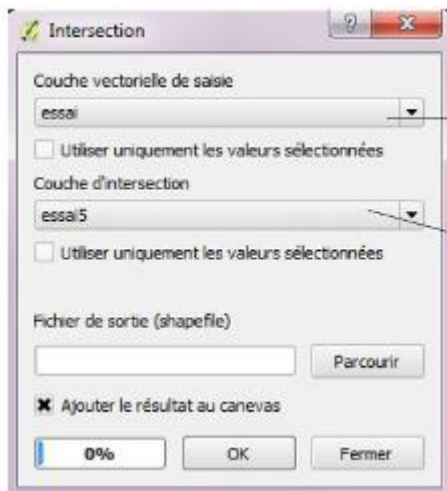 Intersection
Couche vectorielle de saisie
essai
Utiliser uniquement les valeurs sélectionnées
Couche d'intersection
essai5
Utiliser uniquement les valeurs sélectionnées
Fichier de sortie (shapefile)
Parcourir
Ajouter le résultat au canevas
0% OK Fermer